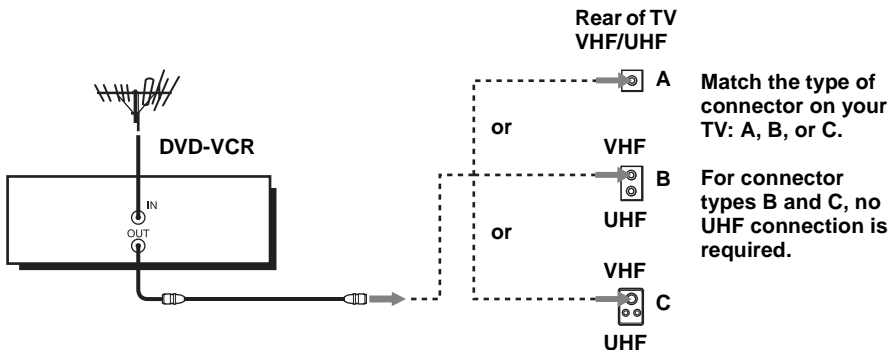 Rear of TV
VHF/UHF
A
Match the type of
connector on your
TV: A, B, or C.
or
DVD-VCR
VHF
B
For connector
types B and C, no
UHF connection is
required.
IN
UHF
OUT
or
VHF
C
UHF